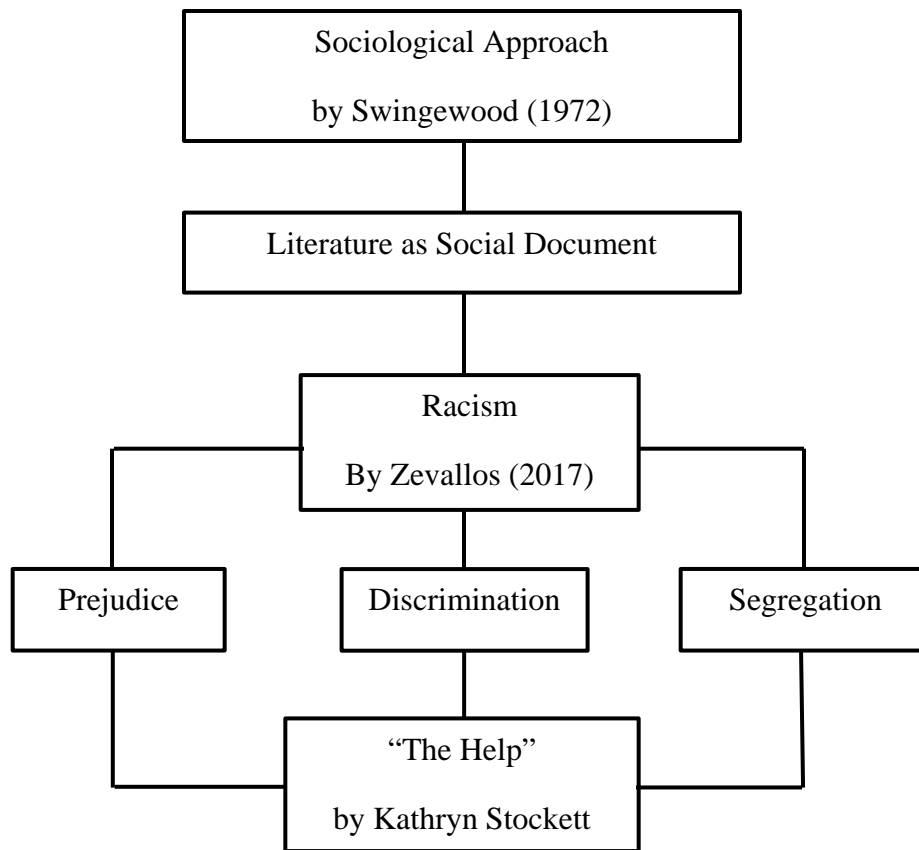 Sociological Approach
by Swingewood (1972)
Literature as Social Document
Racism
By Zevallos (2017)
Prejudice
Discrimination
Segregation
“The Help”
by Kathryn Stockett